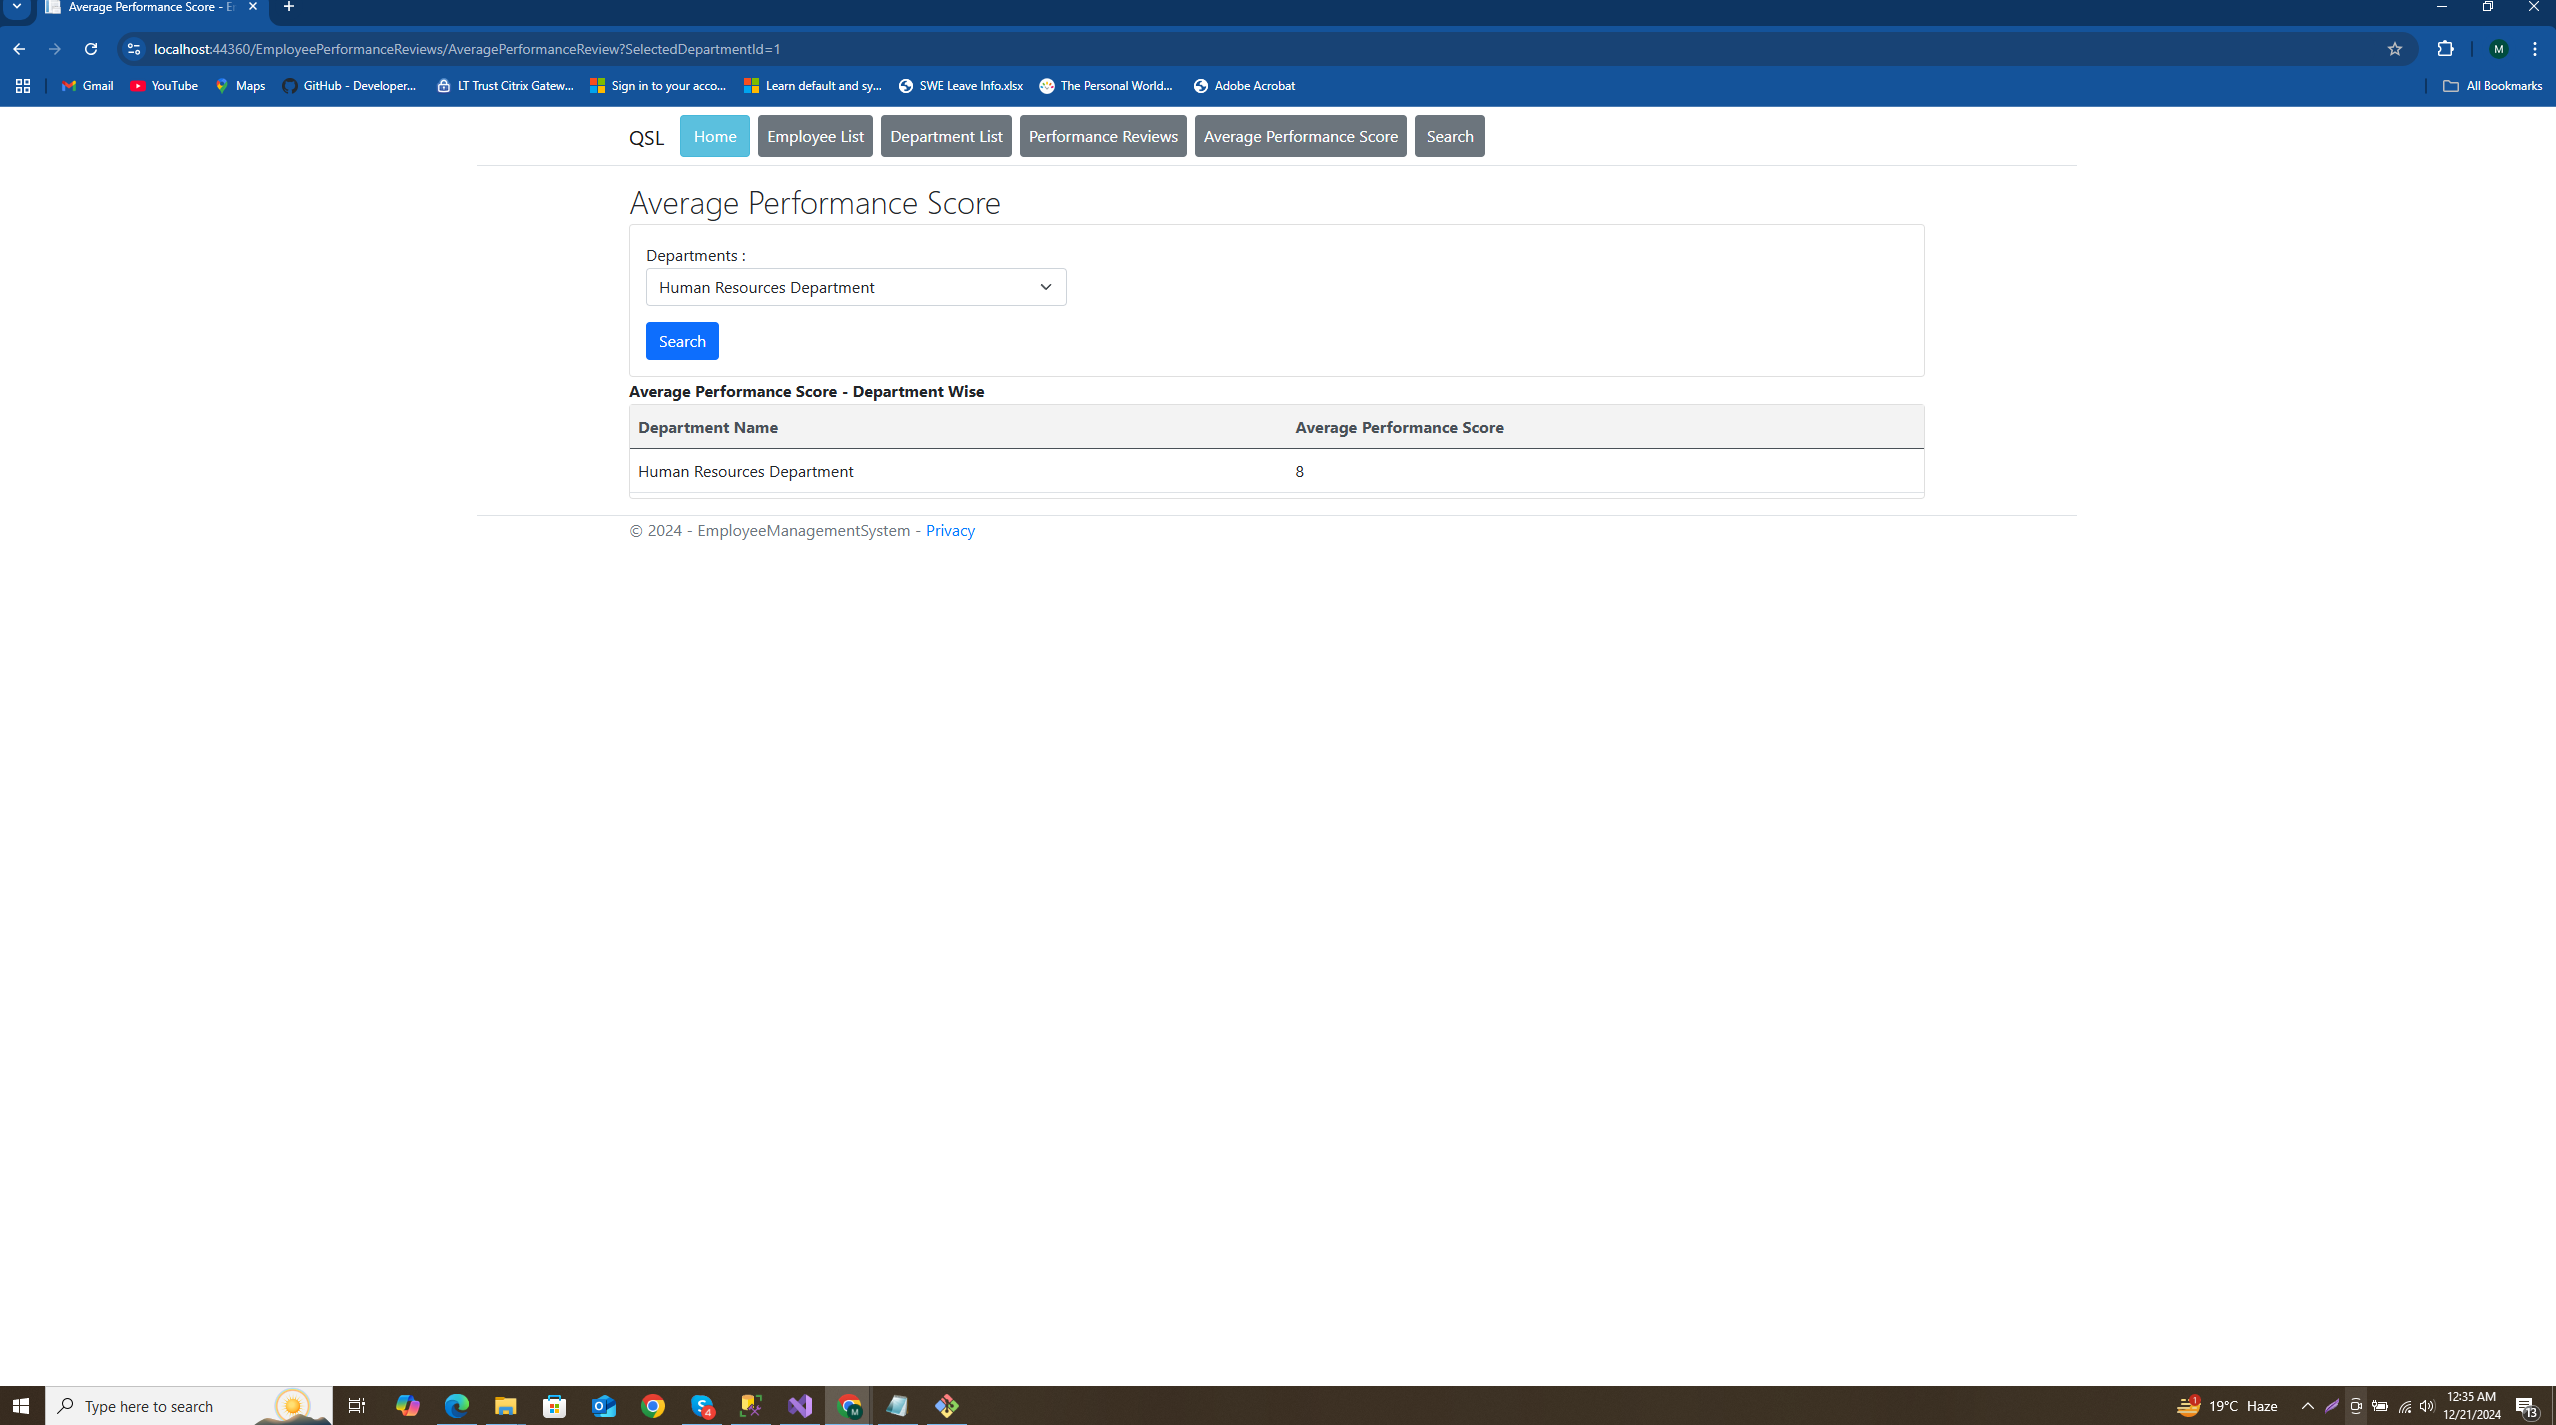 Average Performance Score - E
localhost:44360/EmployeePerformanceReviews/AveragePerformanceReview?SelectedDepartmentId=1
M
Gmail YouTube Maps GitHub - Developer... LT Trust Citrix Gatew... Sign in to your acco... Learn default and sy... SWE Leave Info.xlsx The Personal World... Adobe Acrobat All Bookmarks
QSL Home Employee List Department List Performance Reviews Average Performance Score Search
Average Performance Score
Departments :
Human Resources Department
Search
Average Performance Score - Department Wise
Department Name Average Performance Score
Human Resources Department 8
© 2024 - EmployeeManagementSystem - Privacy
Type here to search
4
M
1
19°C Haze
12:35 AM
12/21/2024
13